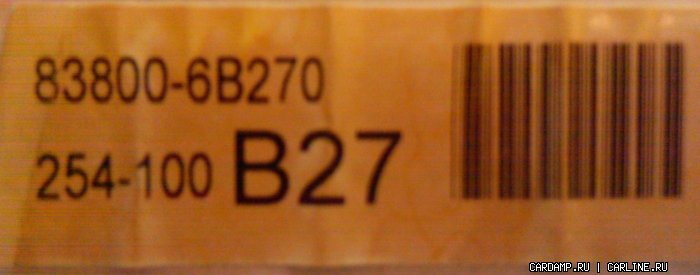 83800-6B270
254-100 B27
CARDAMP.RU | CARLINE.RU